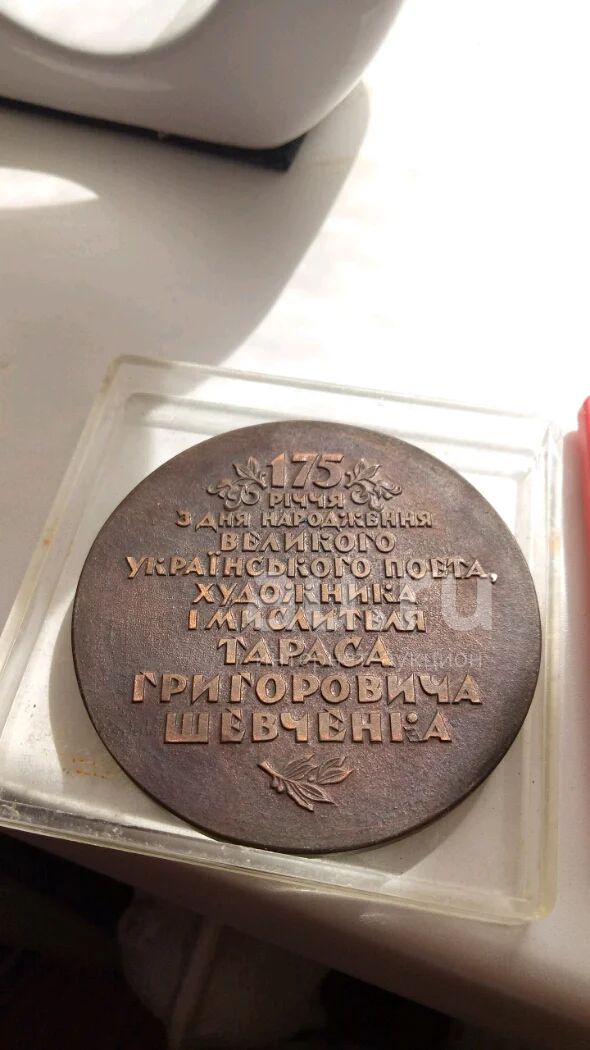 175
РІЧЧЯ
З ДНЯ НАРОДЖЕННЯ
ВЕЛИКОГО
УКРАЇНСЬКОГО ПОЕТА,
ХУДОЖНИКА
І МИСЛИТЕЛЯ
ТАРАСА
ГРИГОРОВИЧА
ШЕВЧЕНКА